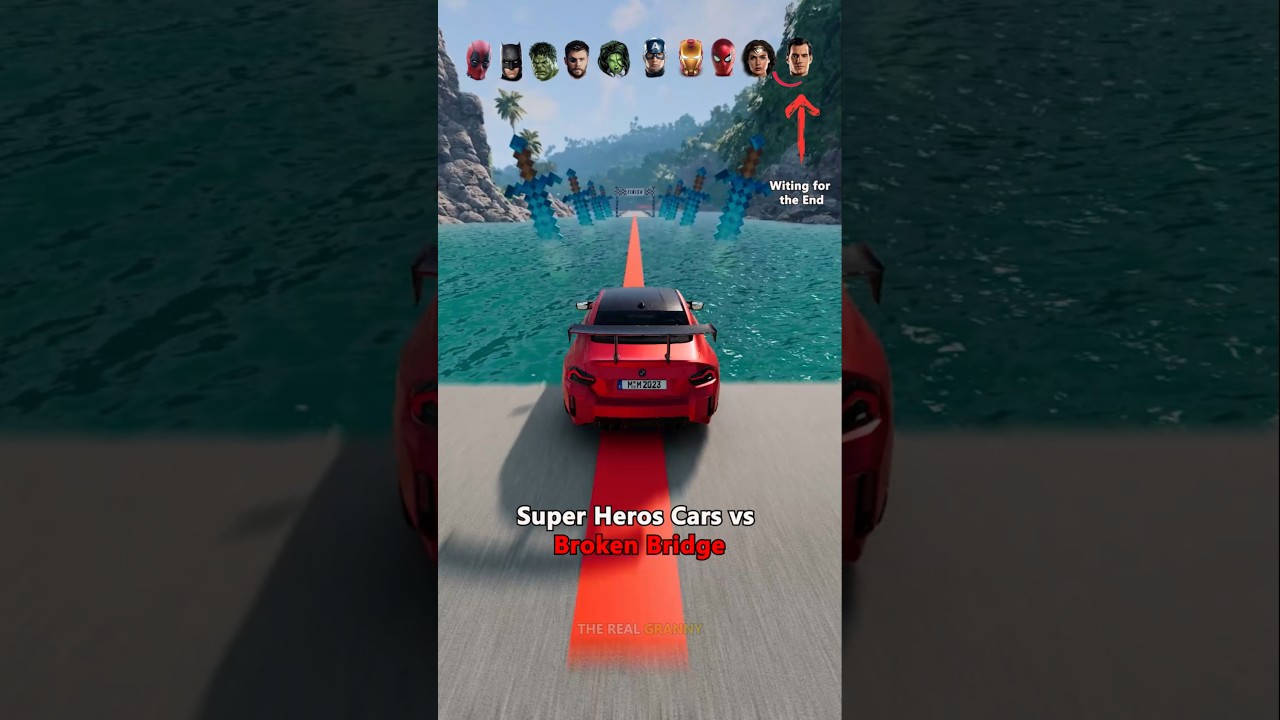 FINISH
Witing for
the End
M*M 2023
Super Heros Cars vs
Broken Bridge
THE REAL GRANNY